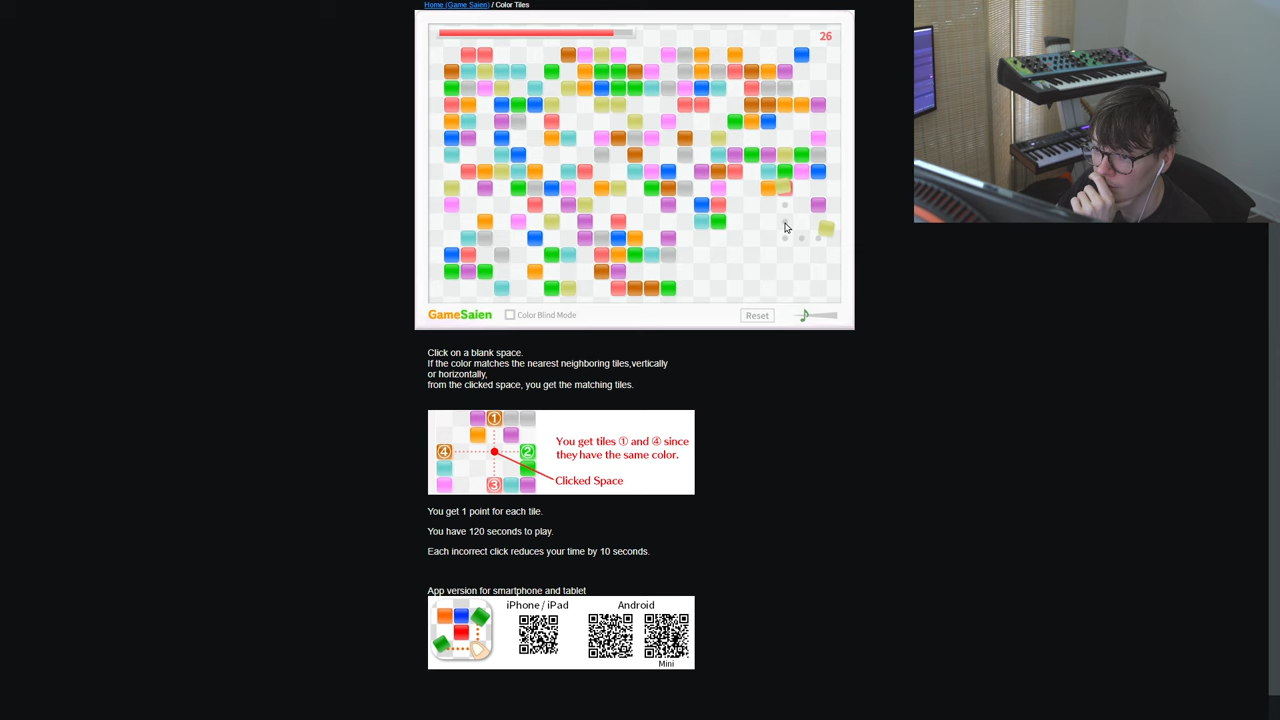 Home (Game Saien) / Color Tiles
26
GameSaien
Color Blind Mode
Reset
Click on a blank space.
If the color matches the nearest neighboring tiles,vertically
or horizontally,
from the clicked space, you get the matching tiles.
①
④
②
③
You get tiles ① and ④ since
they have the same color.
Clicked Space
You get 1 point for each tile.
You have 120 seconds to play.
Each incorrect click reduces your time by 10 seconds.
App version for smartphone and tablet
iPhone / iPad
Android
Mini